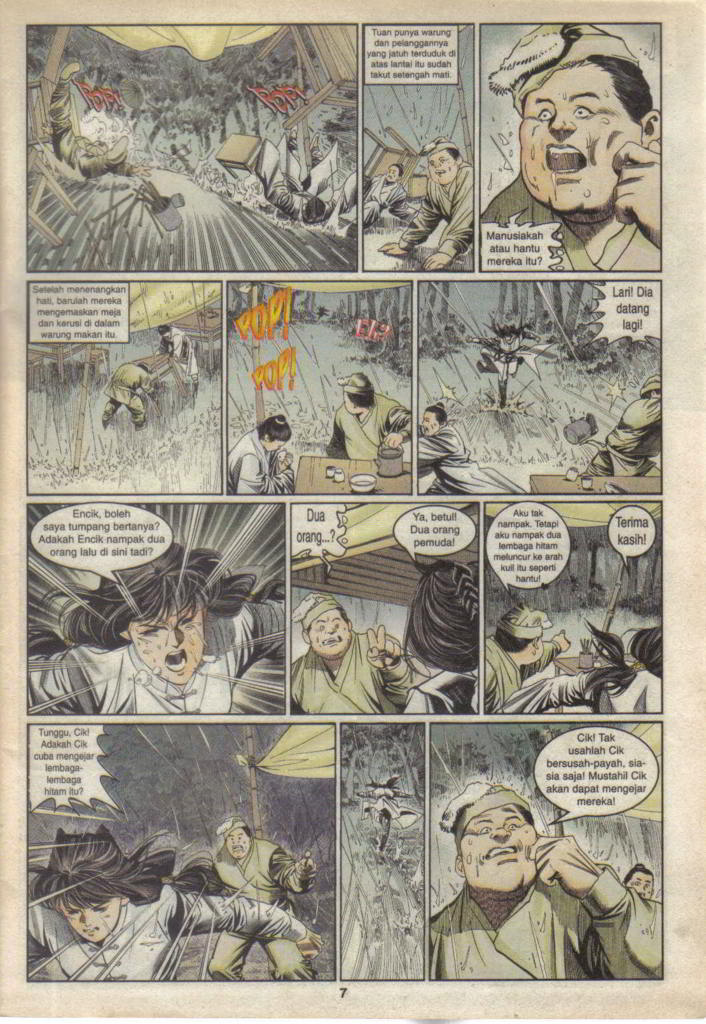 POP!
POP!
Tuan punya warung
dan pelanggannya
yang jatuh terduduk di
atas lantai itu sudah
takut setengah mati.
Manusiakah
atau hantu
mereka itu?
Setelah menenangkan
hati, barulah mereka
mengemaskan meja
dan kerusi di dalam
warung makan itu.
POP!
POP!
EK?
Lari! Dia
datang
lagi!
Encik, boleh
saya tumpang bertanya?
Adakah Encik nampak dua
orang lalu di sini tadi?
Dua
orang...?
Ya, betul!
Dua orang
pemuda!
Aku tak
nampak. Tetapi
aku nampak dua
lembaga hitam
meluncur ke arah
kuil itu seperti
hantu!
Terima
kasih!
Tunggu, Cik!
Adakah Cik
cuba mengejar
lembaga-
lembaga
hitam itu?
Cik! Tak
usahlah Cik
bersusah-payah, sia-
sia saja! Mustahil Cik
akan dapat mengejar
mereka!
7